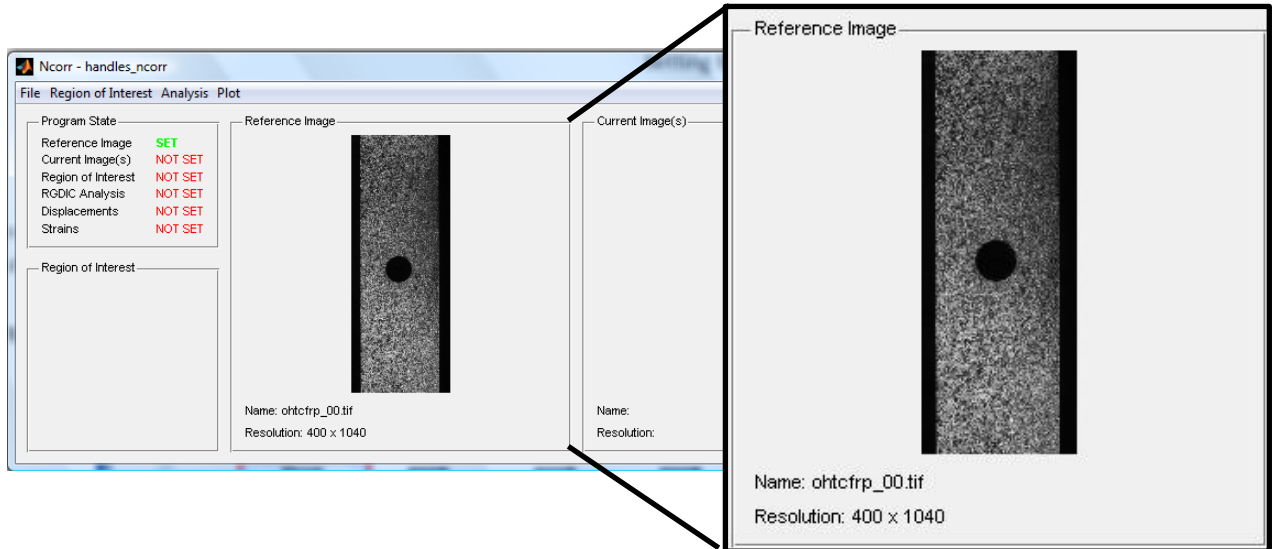 Ncorr - handles_ncorr
File Region of Interest Analysis Plot
Program State
Reference Image SET
Current Image(s) NOT SET
Region of Interest NOT SET
RGDIC Analysis NOT SET
Displacements NOT SET
Strains NOT SET
Region of Interest
Reference Image
Name: ohtcfrp_00.tif
Resolution: 400 x 1040
Current Image(s)
Name:
Resolution:
Reference Image
Name: ohtcfrp_00.tif
Resolution: 400 x 1040